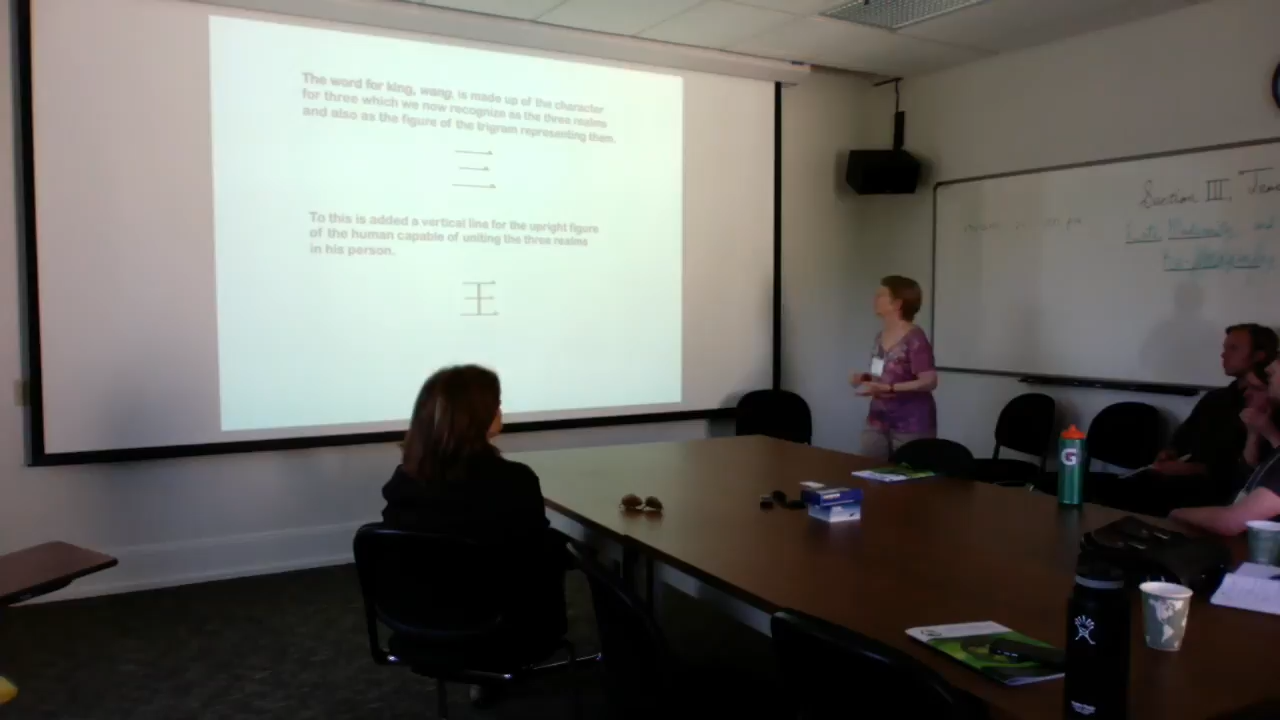 The word for king, wang, is made up of the character
for three which we now recognize as the three realms
and also as the figure of the trigram representing them.
三
To this is added a vertical line for the upright figure
of the human capable of uniting the three realms
in his person.
王
Section III,
G